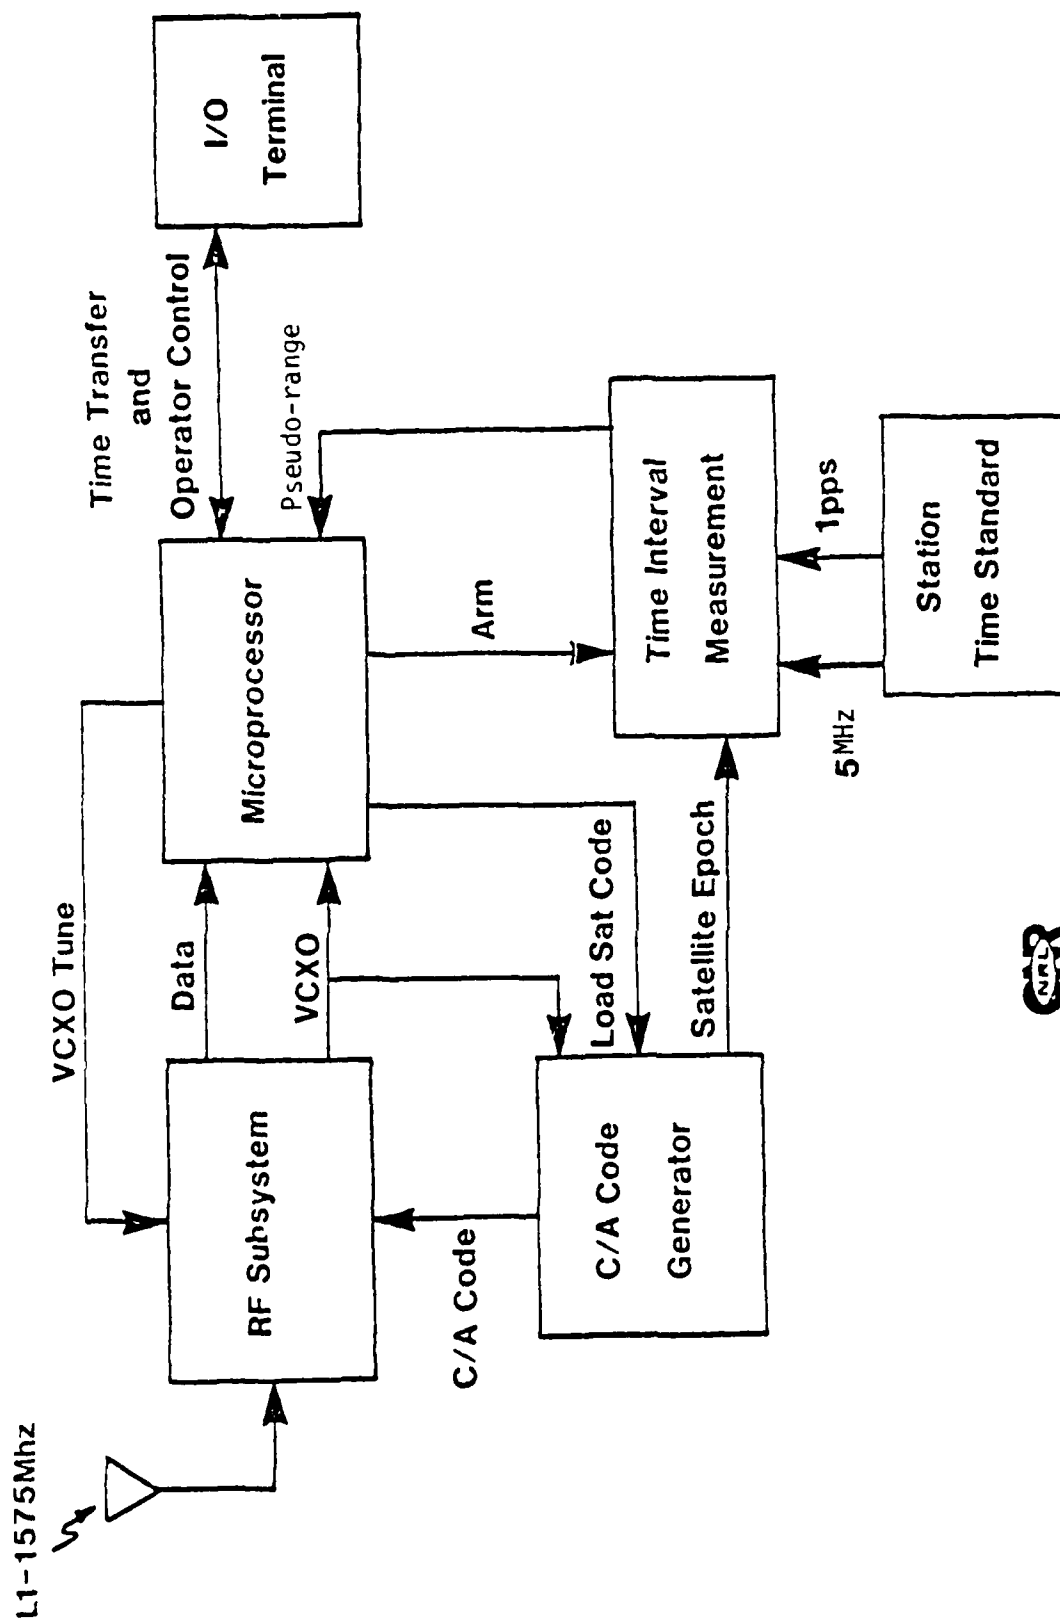 L1-1575Mhz
VCXO Tune
RF Subsystem
Data
VCXO
Microprocessor
Time Transfer
and
Operator Control
I/O
Terminal
Pseudo-range
C/A Code
Load Sat Code
Arm
C/A Code
Generator
Satellite Epoch
Time Interval
Measurement
5MHz
1pps
Station
Time Standard
NRL